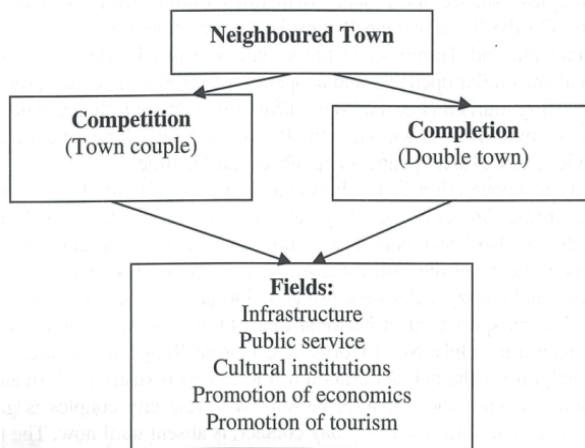 Neighboured Town
Competition
(Town couple)
Completion
(Double town)
Fields:
Infrastructure
Public service
Cultural institutions
Promotion of economics
Promotion of tourism